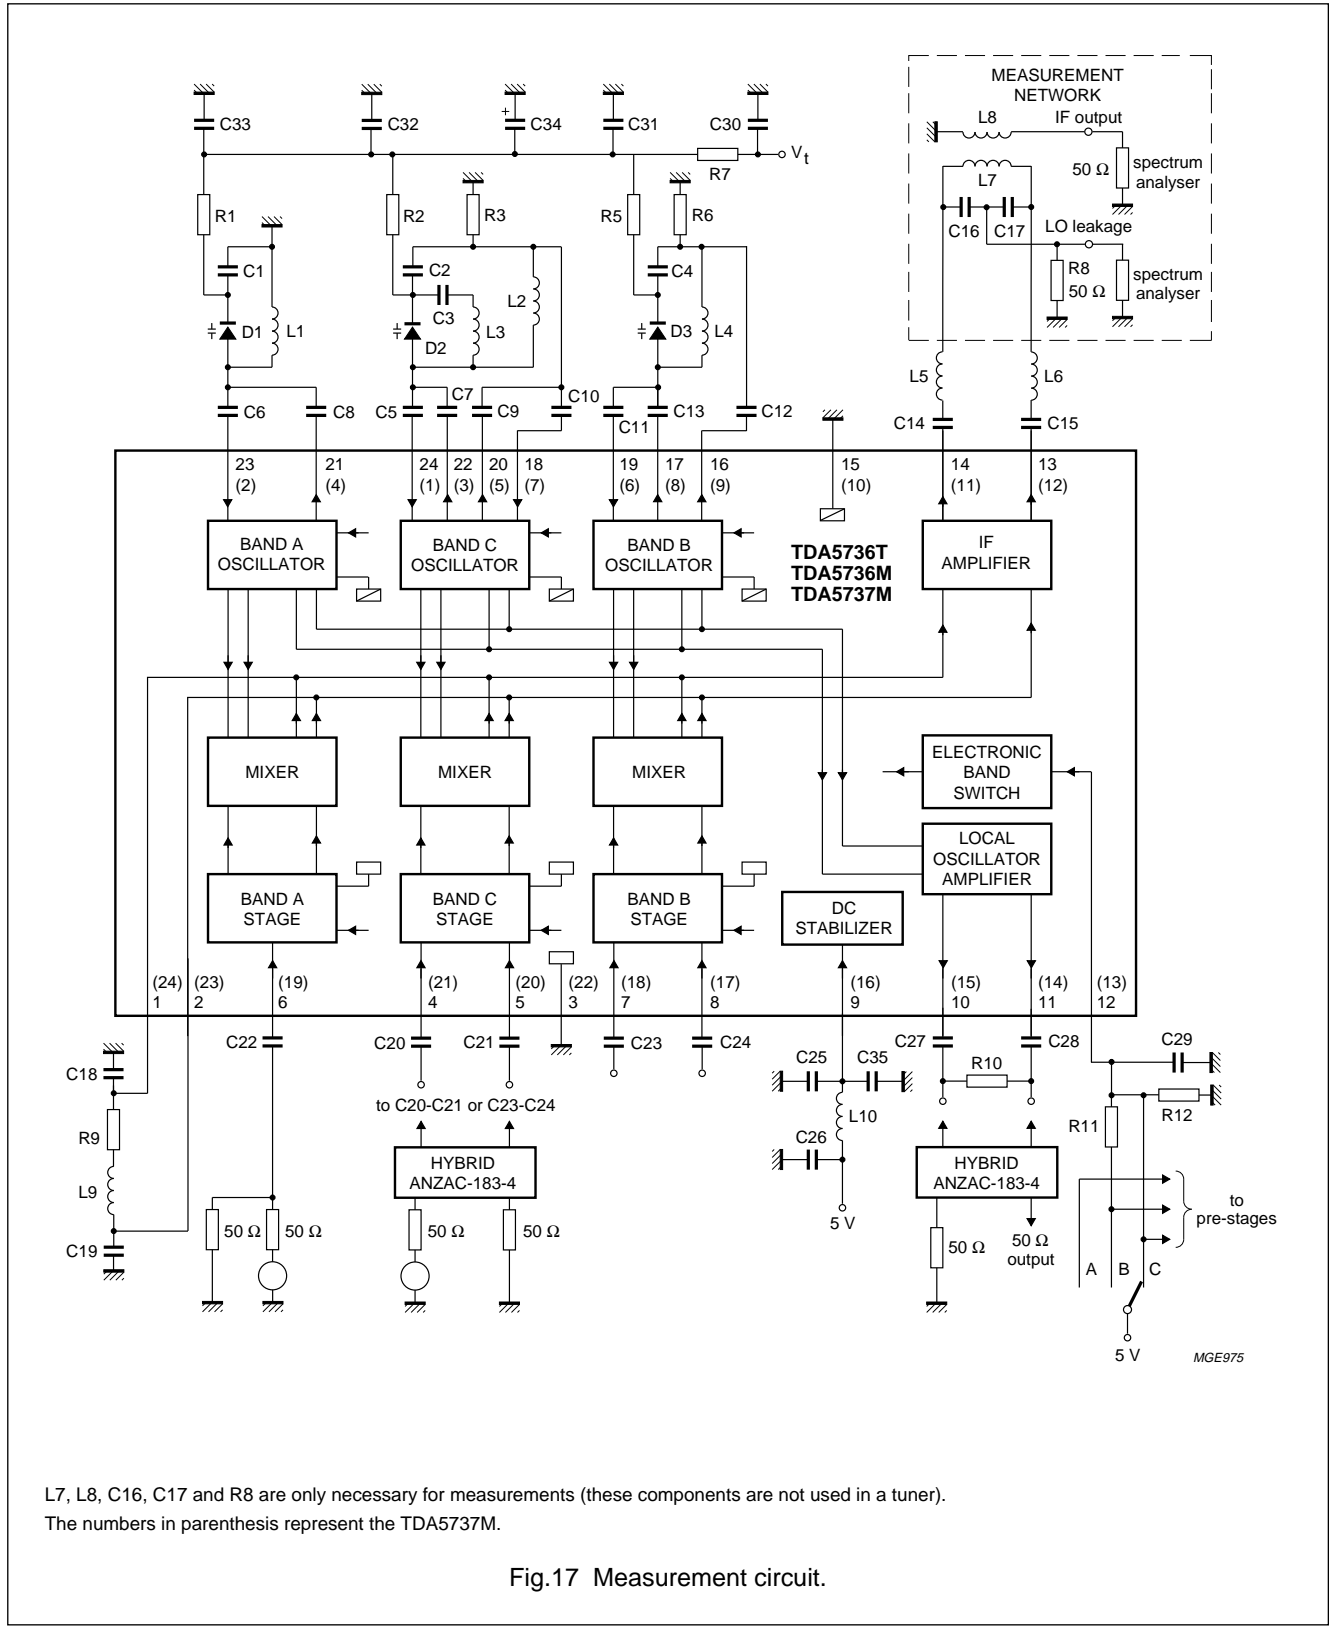 MEASUREMENT
NETWORK
L8
IF output
C33
C32
+
C34
C31
C30
Vt
R7
50 Ω
spectrum
analyser
L7
C16
C17
LO leakage
R8
50 Ω
spectrum
analyser
R1
R2
R3
R5
R6
C1
C2
C3
C4
L2
L3
D1
L1
D2
D3
L4
L5
L6
C6
C8
C5
C7
C9
C10
C11
C13
C12
C14
C15
23
(2)
21
(4)
24
(1)
22
(3)
20
(5)
18
(7)
19
(6)
17
(8)
16
(9)
15
(10)
14
(11)
13
(12)
BAND A
OSCILLATOR
BAND C
OSCILLATOR
BAND B
OSCILLATOR
TDA5736T
TDA5736M
TDA5737M
IF
AMPLIFIER
MIXER
MIXER
MIXER
ELECTRONIC
BAND
SWITCH
LOCAL
OSCILLATOR
AMPLIFIER
BAND A
STAGE
BAND C
STAGE
BAND B
STAGE
DC
STABILIZER
(24)
1
(23)
2
(19)
6
(21)
4
(20)
5
(22)
3
(18)
7
(17)
8
(16)
9
(15)
10
(14)
11
(13)
12
C22
C20
C21
C23
C24
C27
C28
C29
C18
C25
C35
R10
to C20-C21 or C23-C24
L10
R12
R11
R9
C26
HYBRID
ANZAC-183-4
HYBRID
ANZAC-183-4
L9
5 V
to
pre-stages
C19
50 Ω
50 Ω
50 Ω
50 Ω
50 Ω
50 Ω
output
A
B
C
5 V
MGE975
L7, L8, C16, C17 and R8 are only necessary for measurements (these components are not used in a tuner).
The numbers in parenthesis represent the TDA5737M.
Fig.17 Measurement circuit.